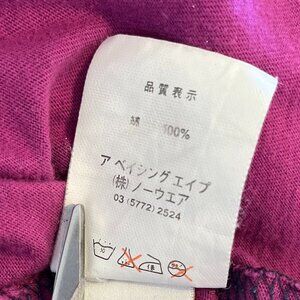 品質表示
綿 100%
ア ベイシングエイプ
(株) ノーウエア
03 (5772) 2524